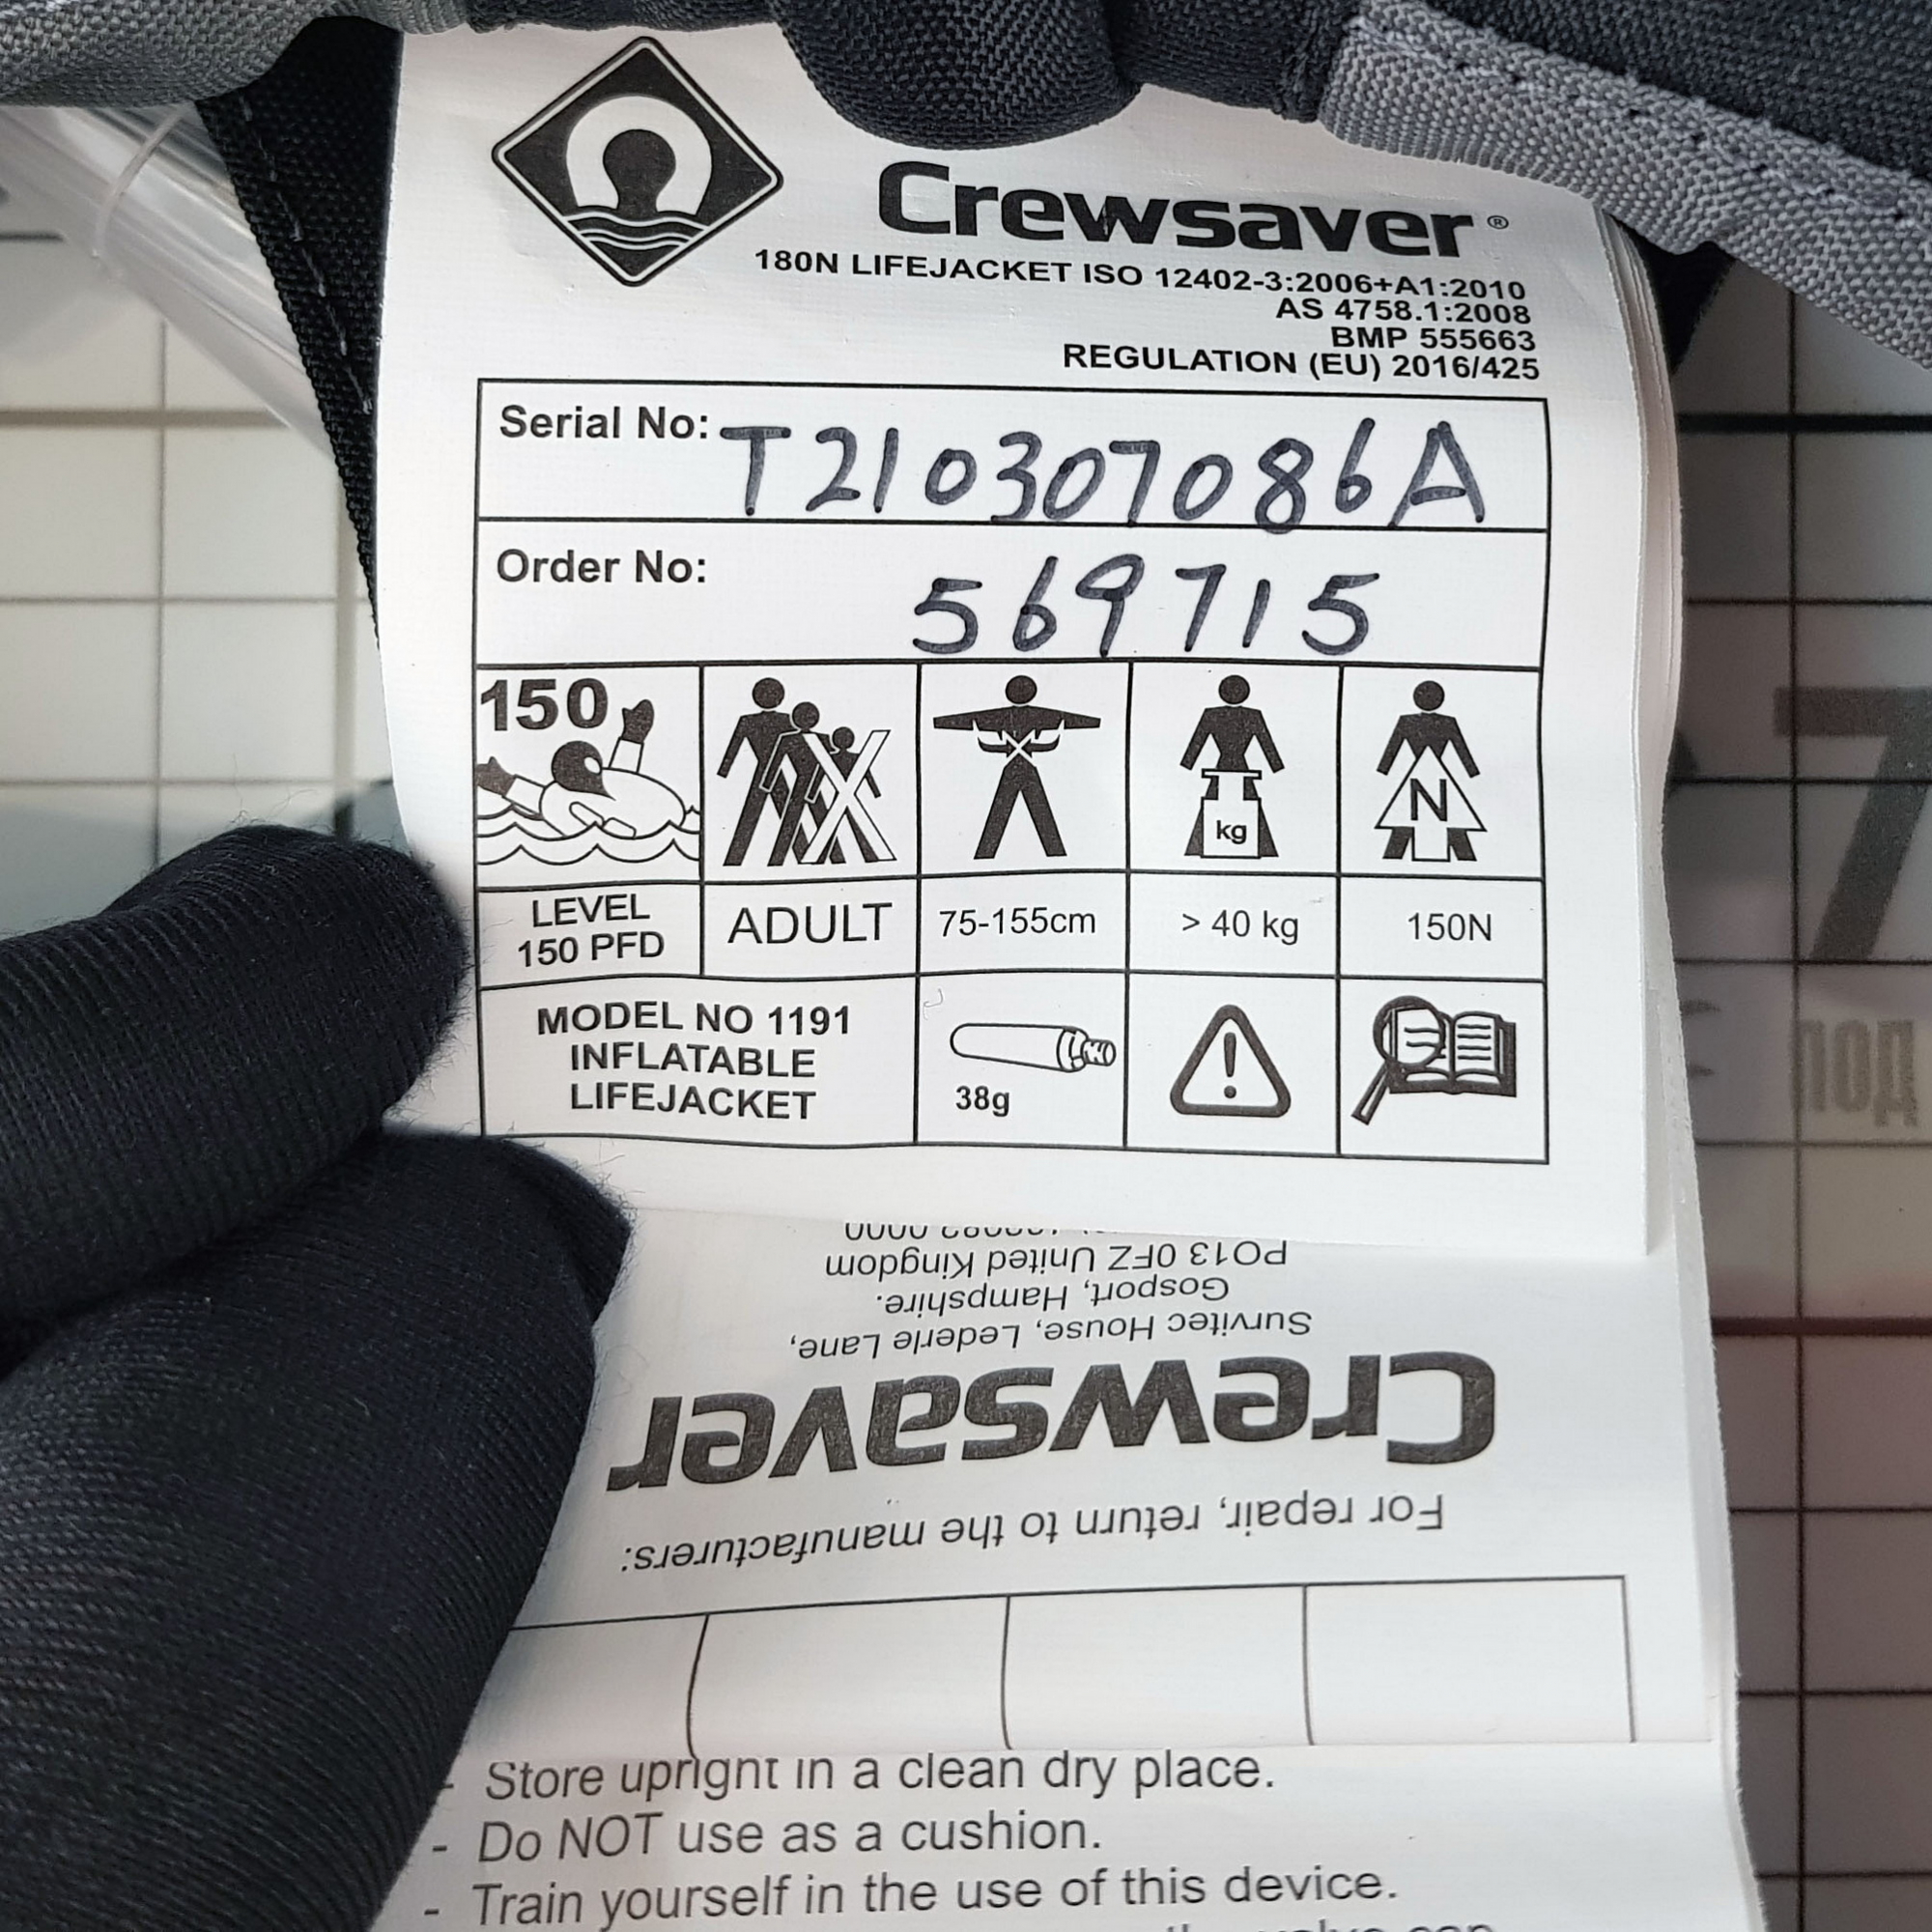 Crewsaver®
180N LIFEJACKET ISO 12402-3:2006+A1:2010
AS 4758.1:2008
BMP 555663
REGULATION (EU) 2016/425
Serial No: T210307086A
Order No: 569715
150
N
kg
LEVEL
150 PFD
ADULT
75-155cm
> 40 kg
150N
MODEL NO 1191
INFLATABLE
LIFEJACKET
38g
For repair, return to the manufacturers:
Crewsaver
Survitec House, Lederle Lane,
Gosport, Hampshire.
PO13 0FZ United Kingdom
- Store upright in a clean dry place.
- Do NOT use as a cushion.
- Train yourself in the use of this device.
7
под